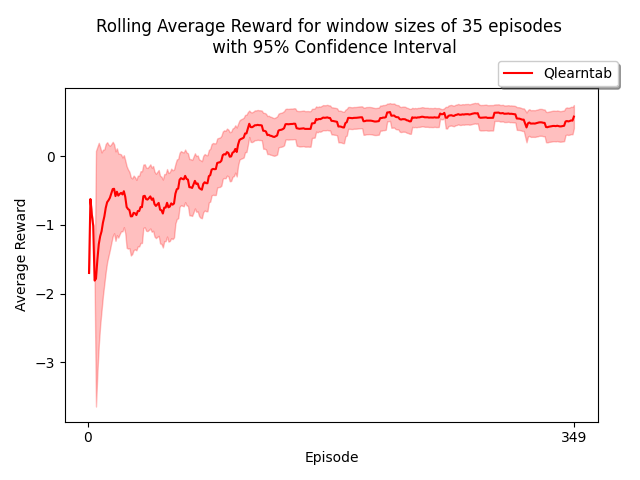 Rolling Average Reward for window sizes of 35 episodes
with 95% Confidence Interval
Qlearntab
Average Reward
0
−1
−2
−3
0
349
Episode